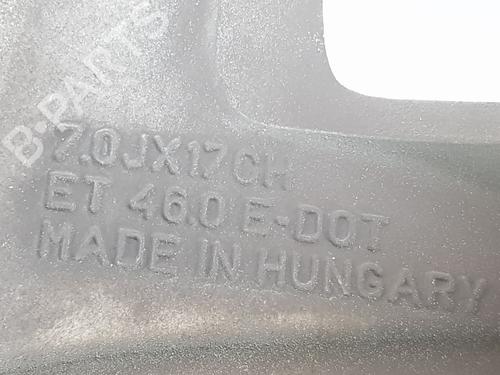 B-PARTS
7.0JX17CH
ET 46.0 E-DOT
MADE IN HUNGARY